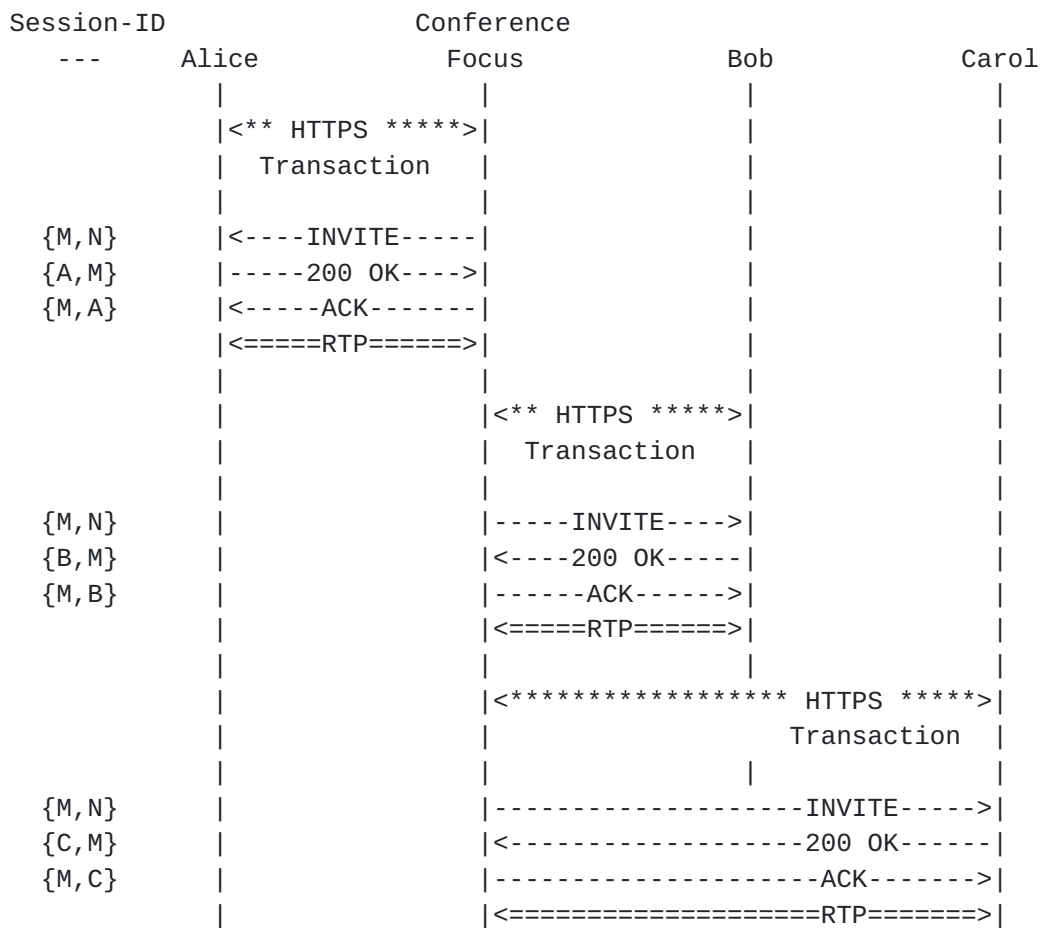 Session-ID                Conference
   ---     Alice            Focus             Bob             Carol
             |                |                |               |
             |<** HTTPS *****>|                |               |
             |  Transaction   |                |               |
             |                |                |               |
  {M,N}      |<----INVITE-----|                |               |
  {A,M}      |-----200 OK---->|                |               |
  {M,A}      |<-----ACK-------|                |               |
             |<=====RTP======>|                |               |
             |                |                |               |
             |                |<** HTTPS *****>|               |
             |                |  Transaction   |               |
             |                |                |               |
  {M,N}      |                |-----INVITE---->|               |
  {B,M}      |                |<----200 OK-----|               |
  {M,B}      |                |------ACK------>|               |
             |                |<=====RTP======>|               |
             |                |                |               |
             |                |<****************** HTTPS *****>|
             |                |                   Transaction  |
             |                |                |               |
  {M,N}      |                |--------------------INVITE----->|
  {C,M}      |                |<-------------------200 OK------|
  {M,C}      |                |---------------------ACK------->|
             |                |<====================RTP=======>|